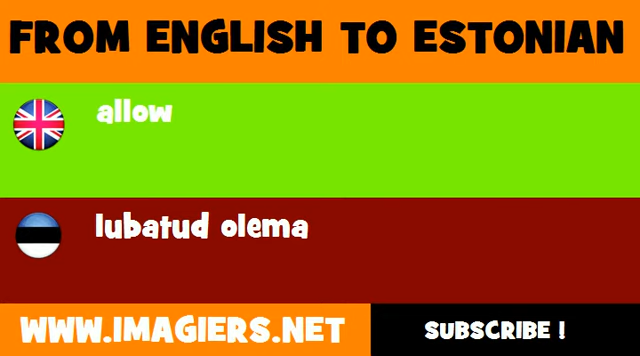 FROM ENGLISH TO ESTONIAN
allow
lubatud olema
WWW.IMAGIERS.NET
SUBSCRIBE !